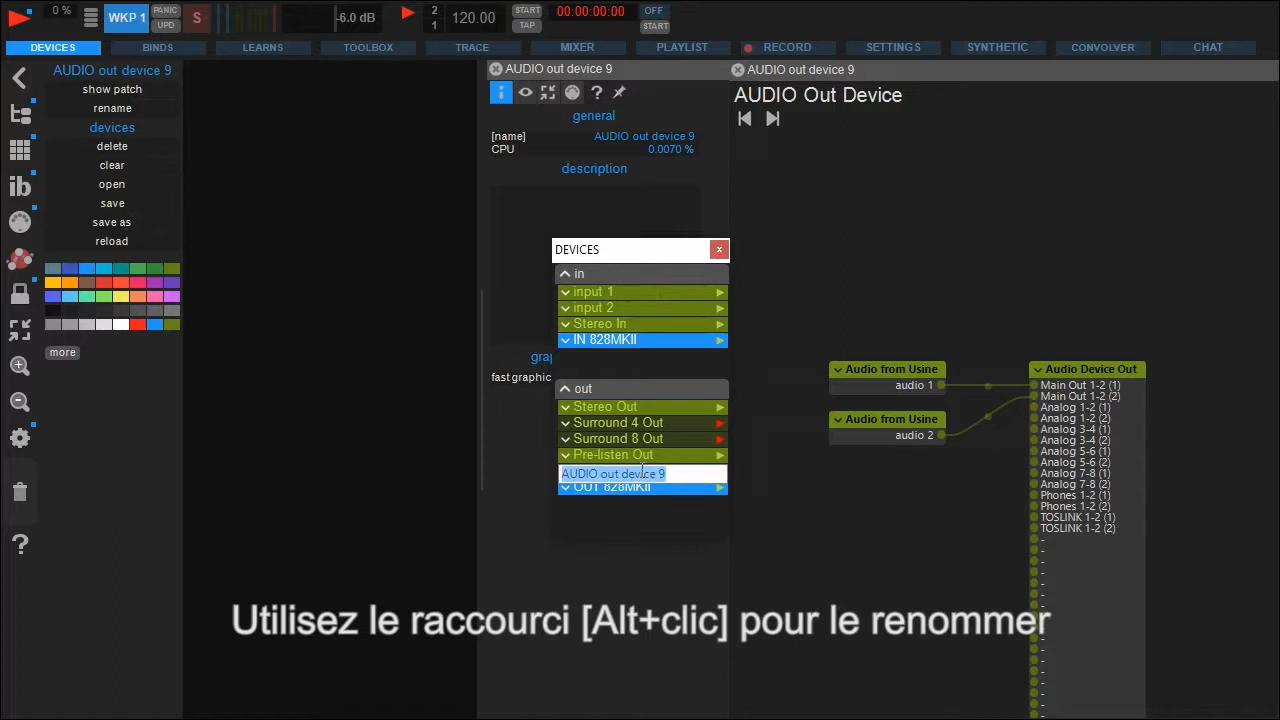 0 %
WKP 1
PANIC
UPD
S
-6.0 dB
2
1
120.00
START
TAP
00:00:00:00
OFF
START
DEVICES
BINDS
LEARNS
TOOLBOX
TRACE
MIXER
PLAYLIST
RECORD
SETTINGS
SYNTHETIC
CONVOLVER
CHAT
AUDIO out device 9
show patch
rename
devices
delete
clear
open
save
save as
reload
more
ib
AUDIO out device 9
i
?
general
[name] AUDIO out device 9
CPU 0.0070 %
description
fast graphic
DEVICES
x
in
input 1
input 2
Stereo In
IN 828MKII
out
Stereo Out
Surround 4 Out
Surround 8 Out
Pre-listen Out
AUDIO out device 9
OUT 828MKII
AUDIO out device 9
AUDIO Out Device
Audio from Usine
audio 1
Audio from Usine
audio 2
Audio Device Out
Main Out 1-2 (1)
Main Out 1-2 (2)
Analog 1-2 (1)
Analog 1-2 (2)
Analog 3-4 (1)
Analog 3-4 (2)
Analog 5-6 (1)
Analog 5-6 (2)
Analog 7-8 (1)
Analog 7-8 (2)
Phones 1-2 (1)
Phones 1-2 (2)
TOSLINK 1-2 (1)
TOSLINK 1-2 (2)
?
Utilisez le raccourci [Alt+clic] pour le renommer